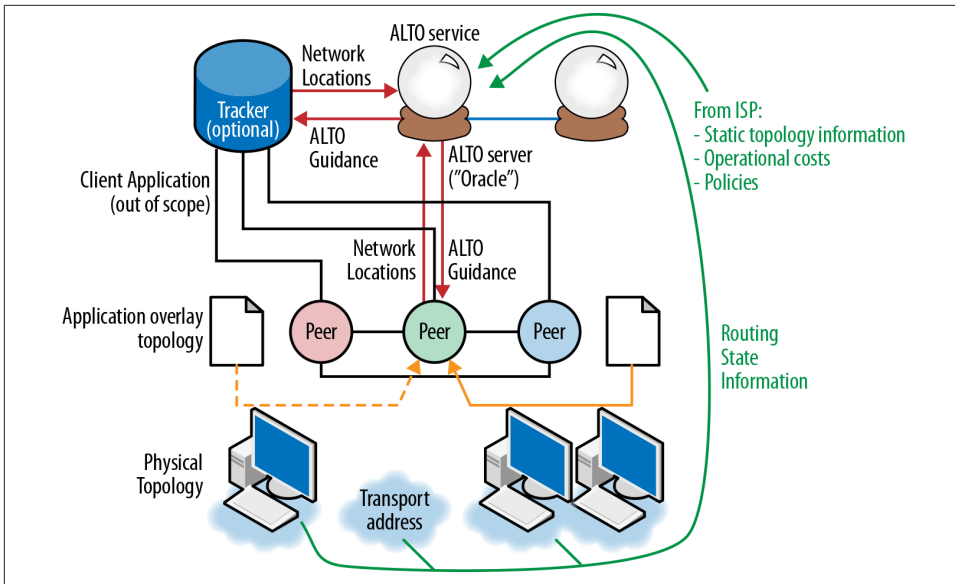 ALTO service
Network
Locations
Tracker
(optional)
ALTO
Guidance
From ISP:
- Static topology information
- Operational costs
- Policies
ALTO server
("Oracle")
Client Application
(out of scope)
Network
Locations
ALTO
Guidance
Application overlay
topology
Peer
Peer
Peer
Routing
State
Information
Physical
Topology
Transport
address